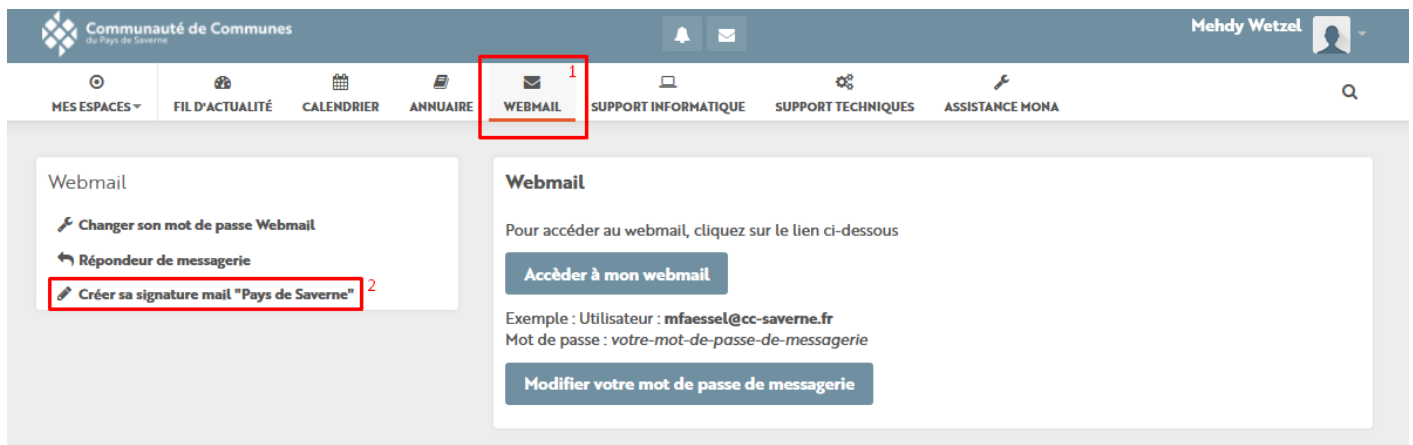 Communauté de Communes
du Pays de Saverne
Mehdy Wetzel
1
MES ESPACES FIL D'ACTUALITÉ CALENDRIER ANNUAIRE WEBMAIL SUPPORT INFORMATIQUE SUPPORT TECHNIQUES ASSISTANCE MONA
Webmail
Changer son mot de passe Webmail
Répondeur de messagerie
Créer sa signature mail "Pays de Saverne" 2
Webmail
Pour accéder au webmail, cliquez sur le lien ci-dessous
Accèder à mon webmail
Exemple : Utilisateur : mfaessel@cc-saverne.fr
Mot de passe : votre-mot-de-passe-de-messagerie
Modifier votre mot de passe de messagerie